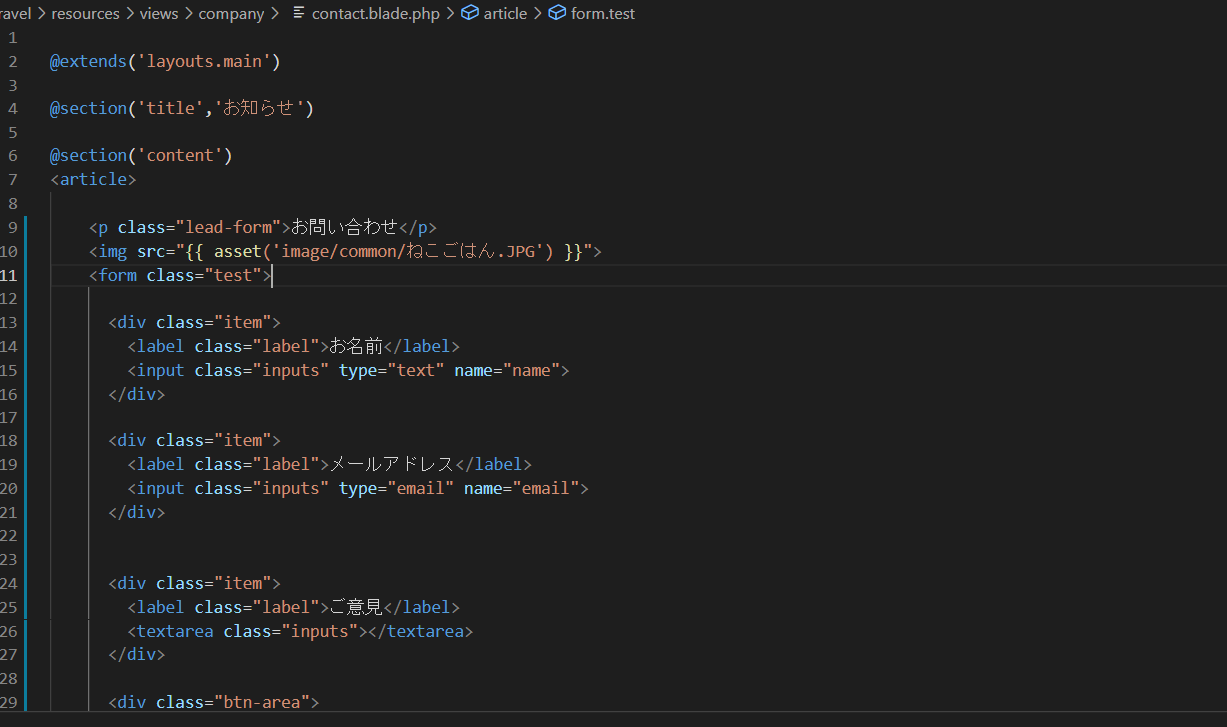 ravel > resources > views > company > contact.blade.php > article > form.test
1
2 @extends('layouts.main')
3
4 @section('title','お知らせ')
5
6 @section('content')
7 <article>
8
9 <p class="lead-form">お問い合わせ</p>
10 <img src="{{ asset('image/common/ねこごはん.JPG') }}">
11 <form class="test">
12
13 <div class="item">
14 <label class="label">お名前</label>
15 <input class="inputs" type="text" name="name">
16 </div>
17
18 <div class="item">
19 <label class="label">メールアドレス</label>
20 <input class="inputs" type="email" name="email">
21 </div>
22
23
24 <div class="item">
25 <label class="label">ご意見</label>
26 <textarea class="inputs"></textarea>
27 </div>
28
29 <div class="btn-area">